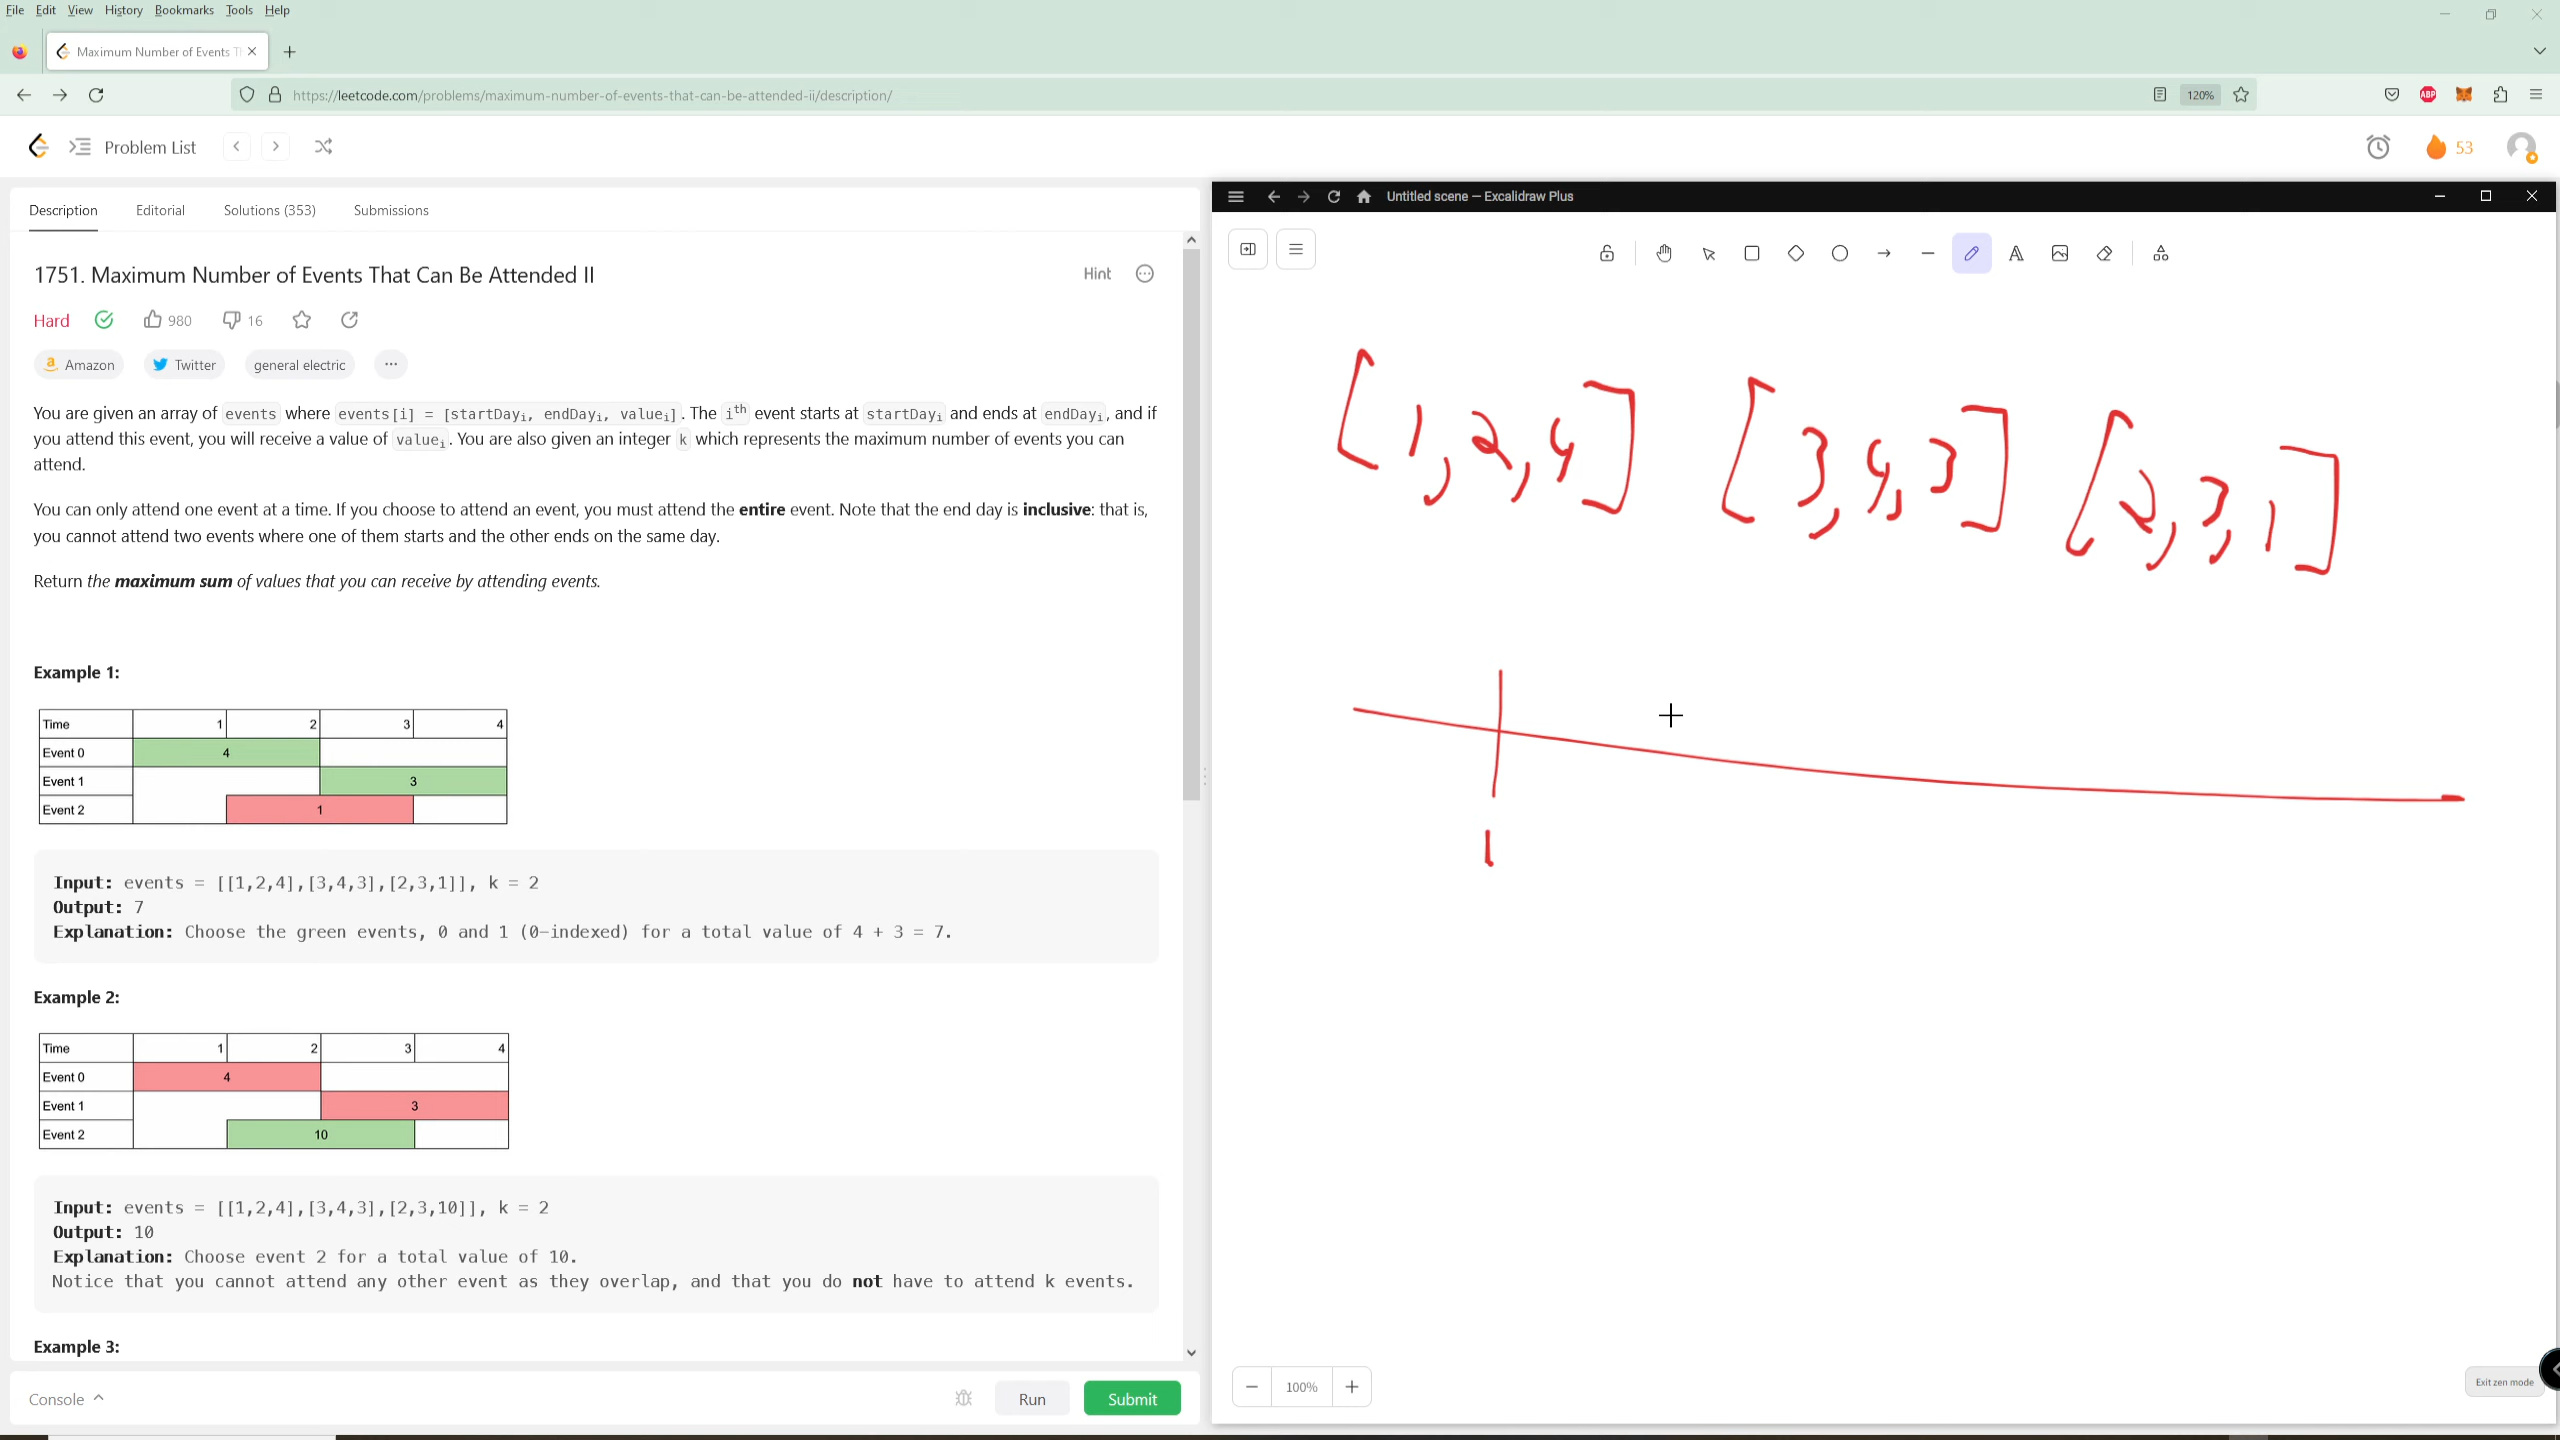 File Edit View History Bookmarks Tools Help
Maximum Number of Events T
https://leetcode.com/problems/maximum-number-of-events-that-can-be-attended-ii/description/
120%
ABP
Problem List
53
Description Editorial Solutions (353) Submissions
1751. Maximum Number of Events That Can Be Attended II
Hint
Hard 980 16
Amazon Twitter general electric ...
You are given an array of events where events[i] = [startDayi, endDayi, valuei]. The ith event starts at startDayi and ends at endDayi, and if
you attend this event, you will receive a value of valuei. You are also given an integer k which represents the maximum number of events you can
attend.
You can only attend one event at a time. If you choose to attend an event, you must attend the entire event. Note that the end day is inclusive: that is,
you cannot attend two events where one of them starts and the other ends on the same day.
Return the maximum sum of values that you can receive by attending events.
Example 1:
Time 1 2 3 4
Event 0 4
Event 1 3
Event 2 1
Input: events = [[1,2,4],[3,4,3],[2,3,1]], k = 2
Output: 7
Explanation: Choose the green events, 0 and 1 (0-indexed) for a total value of 4 + 3 = 7.
Example 2:
Time 1 2 3 4
Event 0 4
Event 1 3
Event 2 10
Input: events = [[1,2,4],[3,4,3],[2,3,10]], k = 2
Output: 10
Explanation: Choose event 2 for a total value of 10.
Notice that you cannot attend any other event as they overlap, and that you do not have to attend k events.
Example 3:
Console
Run
Submit
Untitled scene — Excalidraw Plus
[1,2,4] [3,4,3] [2,3,1]
1
100%
Exit zen mode